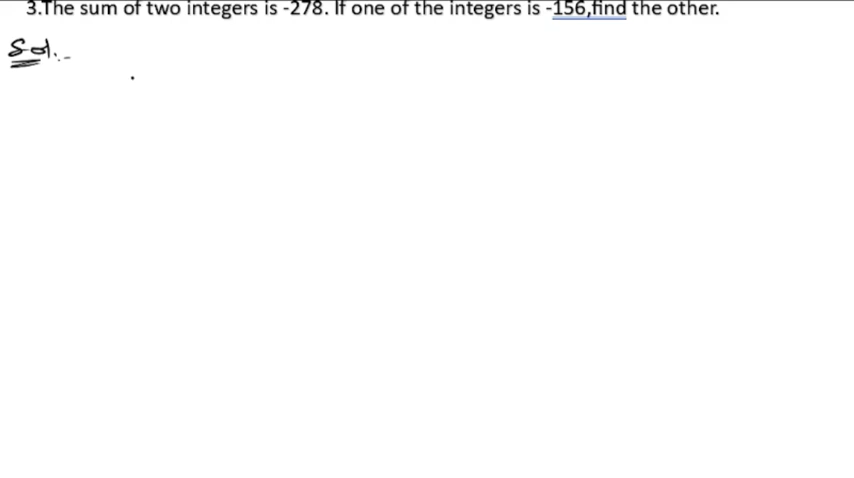 3.The sum of two integers is -278. If one of the integers is -156,find the other.
Sol:-